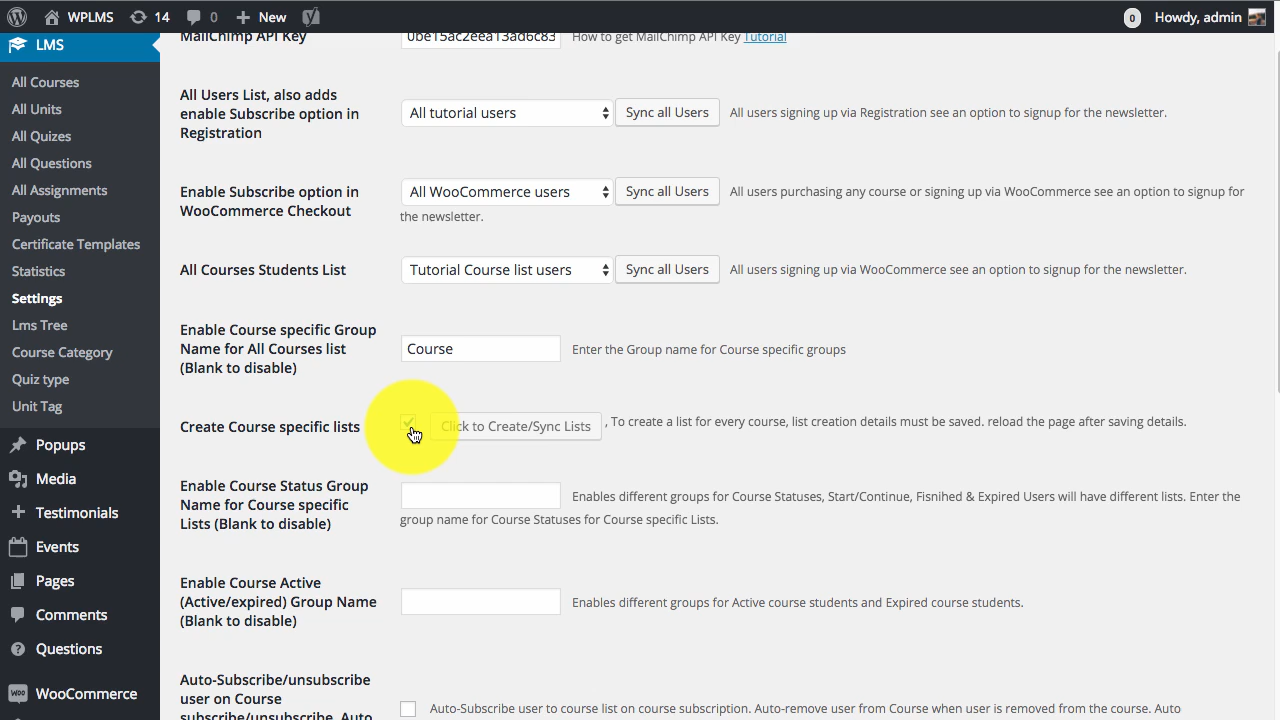 WPLMS 14 0 New 0 Howdy, admin
LMS
All Courses
All Units
All Quizes
All Questions
All Assignments
Payouts
Certificate Templates
Statistics
Settings
Lms Tree
Course Category
Quiz type
Unit Tag
Popups
Media
Testimonials
Events
Pages
Comments
Questions
WooCommerce
MailChimp API Key 0be15ac2eea13ad6c83 How to get MailChimp API Key Tutorial
All Users List, also adds
enable Subscribe option in
Registration
All tutorial users Sync all Users All users signing up via Registration see an option to signup for the newsletter.
Enable Subscribe option in
WooCommerce Checkout
All WooCommerce users Sync all Users All users purchasing any course or signing up via WooCommerce see an option to signup for
the newsletter.
All Courses Students List Tutorial Course list users Sync all Users All users signing up via WooCommerce see an option to signup for the newsletter.
Enable Course specific Group
Name for All Courses list
(Blank to disable)
Course Enter the Group name for Course specific groups
Create Course specific lists Click to Create/Sync Lists , To create a list for every course, list creation details must be saved. reload the page after saving details.
Enable Course Status Group
Name for Course specific
Lists (Blank to disable)
Enables different groups for Course Statuses, Start/Continue, Fisnihed & Expired Users will have different lists. Enter the
group name for Course Statuses for Course specific Lists.
Enable Course Active
(Active/expired) Group Name
(Blank to disable)
Enables different groups for Active course students and Expired course students.
Auto-Subscribe/unsubscribe
user on Course
subscribe/unsubscribe. Auto
Auto-Subscribe user to course list on course subscription. Auto-remove user from Course when user is removed from the course. Auto